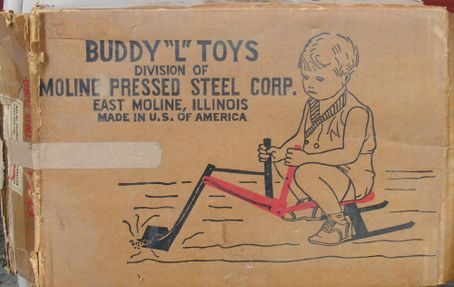 BUDDY "L" TOYS
DIVISION OF
MOLINE PRESSED STEEL CORP.
EAST MOLINE, ILLINOIS
MADE IN U.S. OF AMERICA